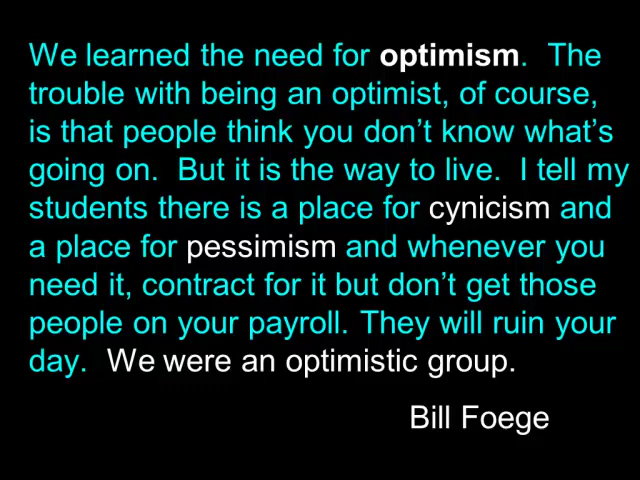 We learned the need for optimism.  The
trouble with being an optimist, of course,
is that people think you don’t know what’s
going on.  But it is the way to live.  I tell my
students there is a place for cynicism and
a place for pessimism and whenever you
need it, contract for it but don’t get those
people on your payroll. They will ruin your
day.  We were an optimistic group.
Bill Foege